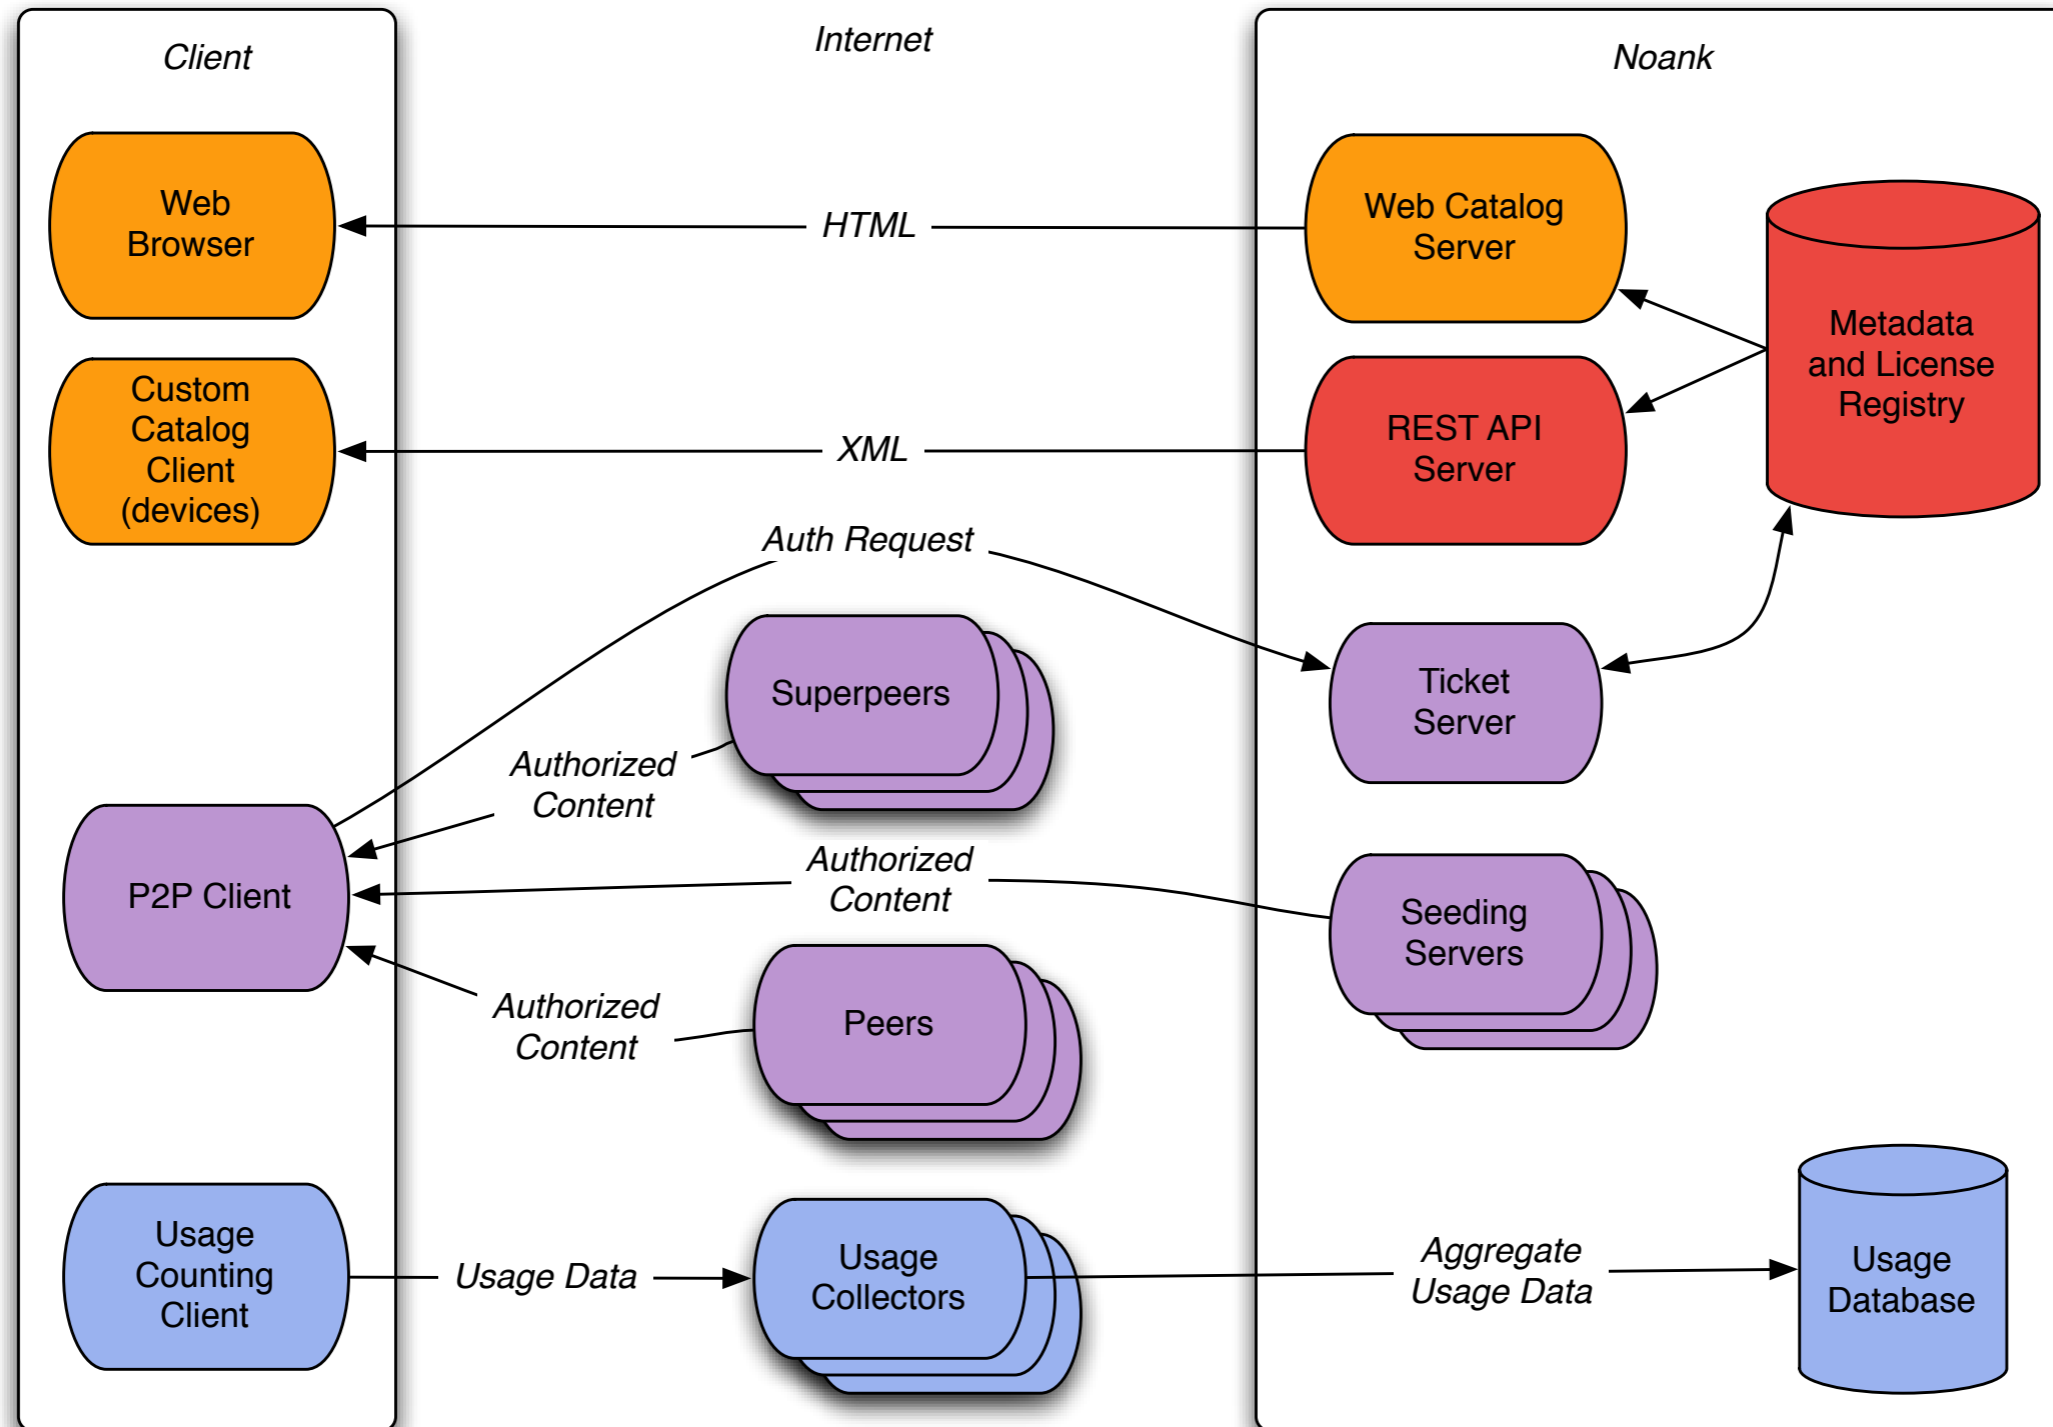 Client
Internet
Noank
Web
Browser
HTML
Web Catalog
Server
Metadata
and License
Registry
Custom
Catalog
Client
(devices)
XML
REST API
Server
Auth Request
Superpeers
Ticket
Server
Authorized
Content
P2P Client
Authorized
Content
Seeding
Servers
Authorized
Content
Peers
Usage
Counting
Client
Usage Data
Usage
Collectors
Aggregate
Usage Data
Usage
Database